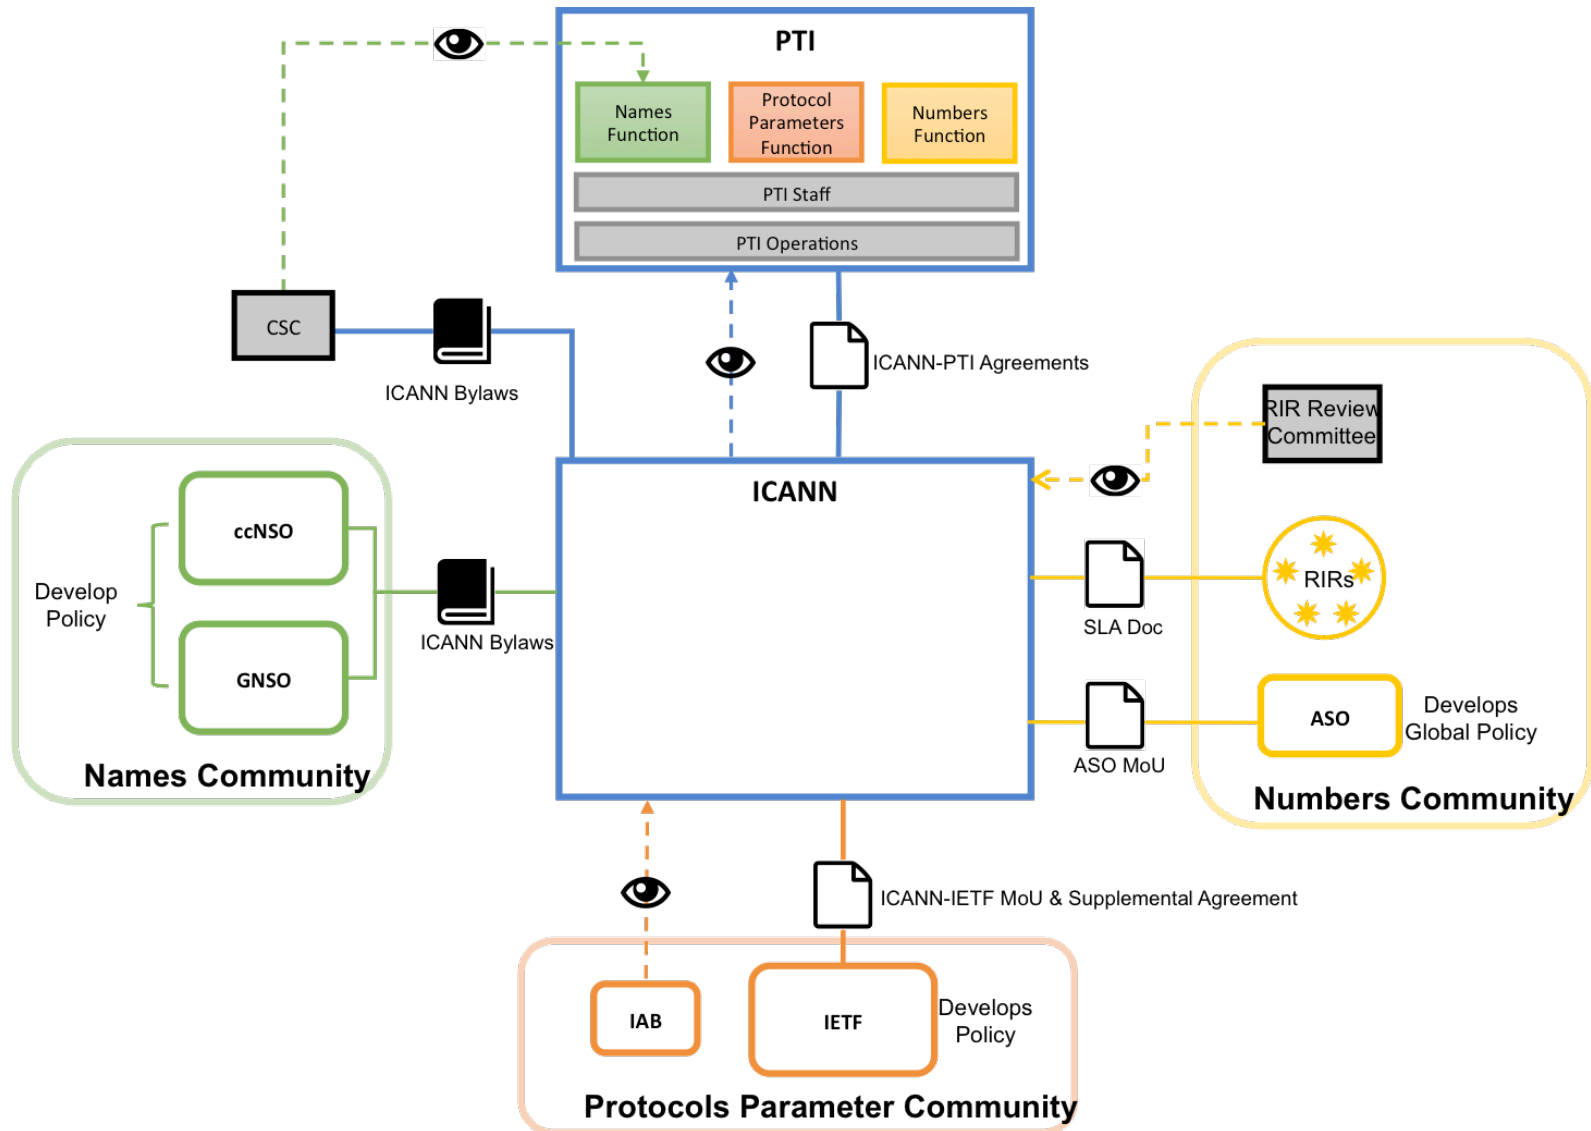 PTI
Names
Function
Protocol
Parameters
Function
Numbers
Function
PTI Staff
PTI Operations
CSC
ICANN Bylaws
ICANN-PTI Agreements
RIR Review
Committee
ICANN
ccNSO
Develop
Policy
GNSO
ICANN Bylaws
Names Community
RIRs
SLA Doc
ASO
Develops
Global Policy
ASO MoU
Numbers Community
ICANN-IETF MoU & Supplemental Agreement
IAB
IETF
Develops
Policy
Protocols Parameter Community